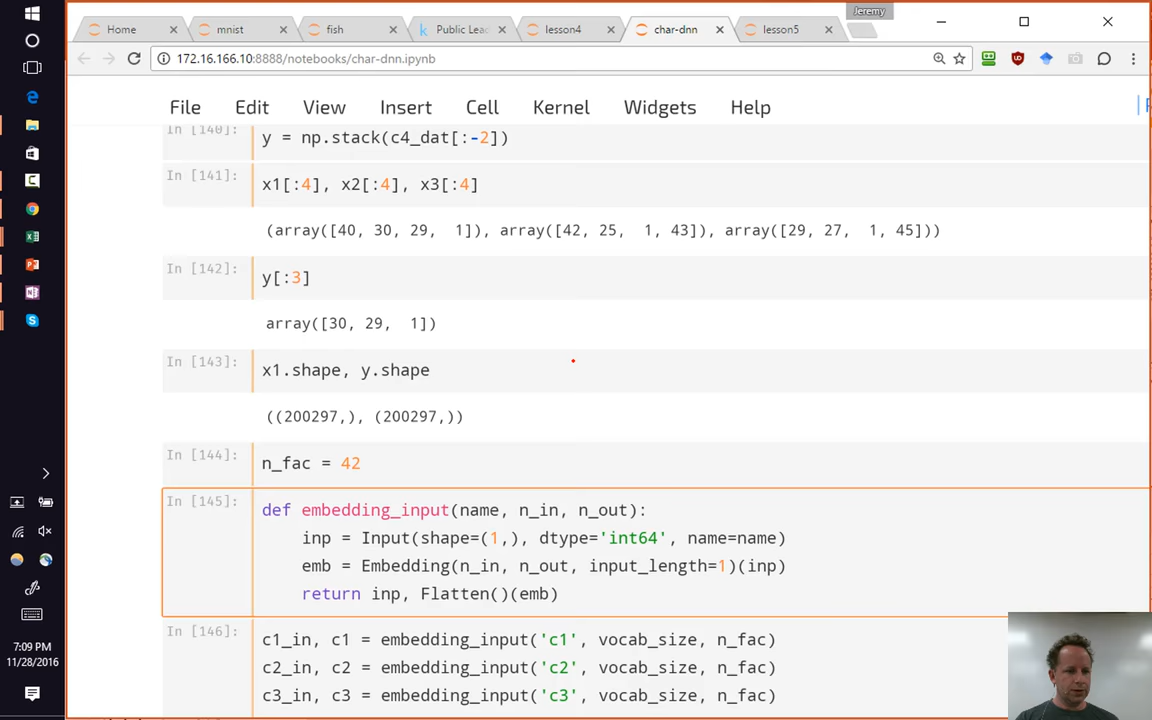 Jeremy
Home
mnist
fish
Public Lea
lesson4
char-dnn
lesson5
172.16.166.10:8888/notebooks/char-dnn.ipynb
File Edit View Insert Cell Kernel Widgets Help
In [140]: y = np.stack(c4_dat[:-2])
In [141]: x1[:4], x2[:4], x3[:4]
(array([40, 30, 29,  1]), array([42, 25,  1, 43]), array([29, 27,  1, 45]))
In [142]: y[:3]
array([30, 29,  1])
In [143]: x1.shape, y.shape
((200297,), (200297,))
In [144]: n_fac = 42
In [145]: def embedding_input(name, n_in, n_out):
inp = Input(shape=(1,), dtype='int64', name=name)
emb = Embedding(n_in, n_out, input_length=1)(inp)
return inp, Flatten()(emb)
In [146]: c1_in, c1 = embedding_input('c1', vocab_size, n_fac)
c2_in, c2 = embedding_input('c2', vocab_size, n_fac)
c3_in, c3 = embedding_input('c3', vocab_size, n_fac)
7:09 PM
11/28/2016